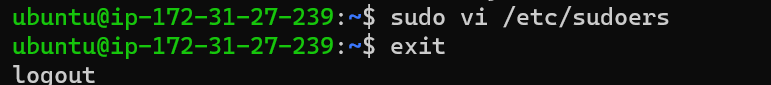 ubuntu@ip-172-31-27-239:~$ sudo vi /etc/sudoers
ubuntu@ip-172-31-27-239:~$ exit
logout